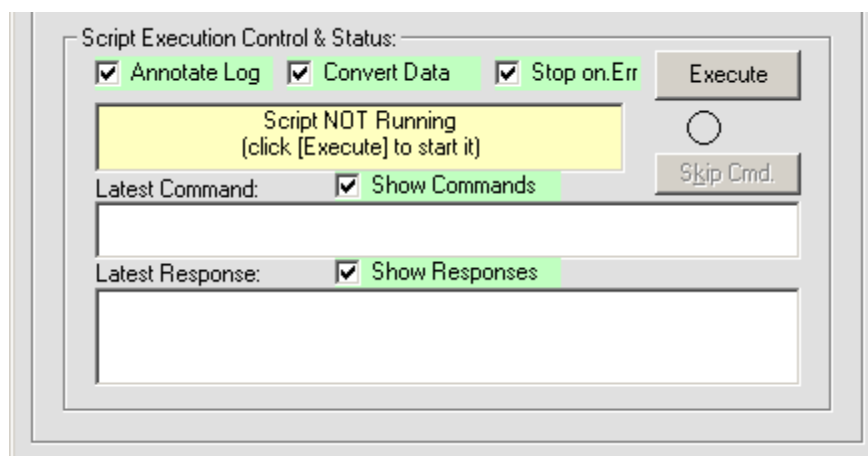 Script Execution Control & Status:
Annotate Log Convert Data Stop on.Err Execute
Script NOT Running
(click [Execute] to start it)
Skip Cmd.
Latest Command: Show Commands
Latest Response: Show Responses